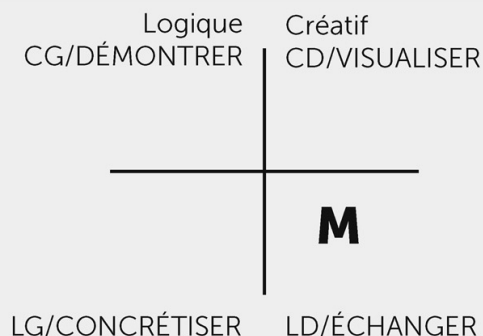 Logique
CG/DÉMONTRER
Créatif
CD/VISUALISER
M
LG/CONCRÉTISER
LD/ÉCHANGER